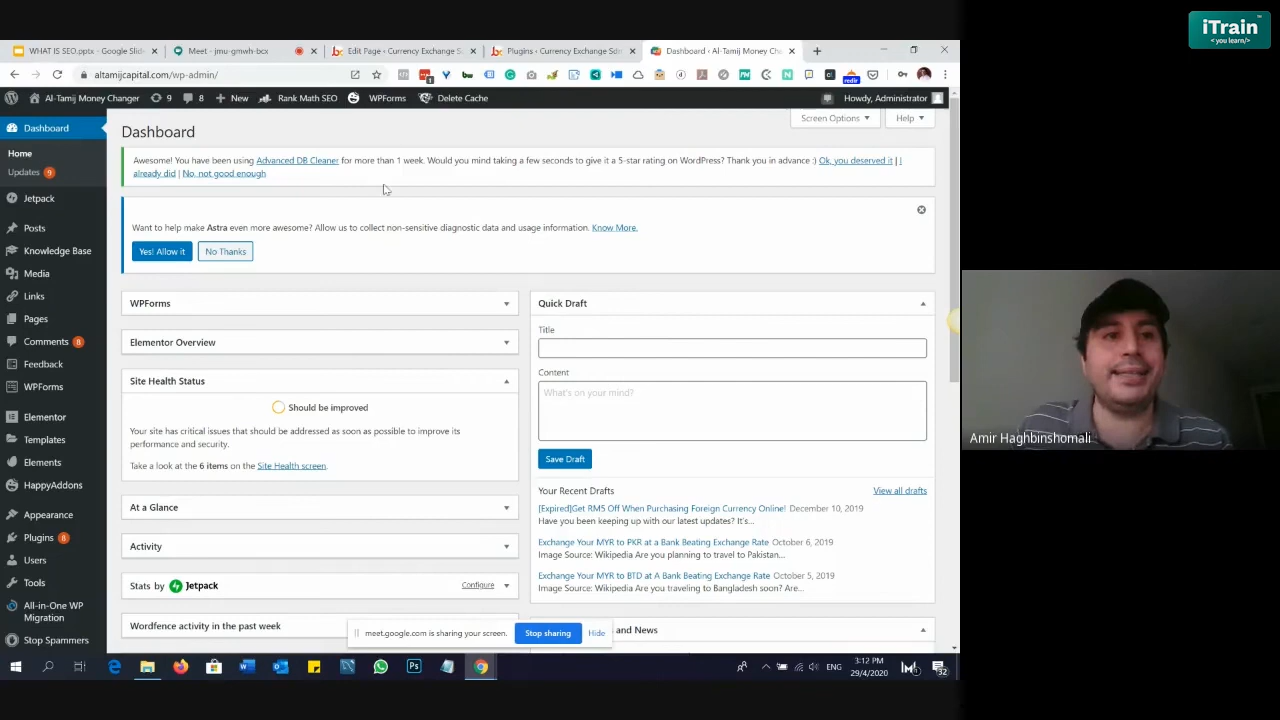 iTrain
<you learn/>
WHAT IS SEO.pptx - Google Slid
Meet - jmu-gmwh-bcx
Edit Page ‹ Currency Exchange S
Plugins ‹ Currency Exchange Sdn
Dashboard ‹ Al-Tamij Money Chan
altamijcapital.com/wp-admin/
Al-Tamij Money Changer 9 8 + New Rank Math SEO WPForms Delete Cache Howdy, Administrator
Dashboard
Home
Updates 9
Jetpack
Posts
Knowledge Base
Media
Links
Pages
Comments 8
Feedback
WPForms
Elementor
Templates
Elements
HappyAddons
Appearance
Plugins 8
Users
Tools
All-in-One WP
Migration
Stop Spammers
Dashboard
Screen Options
Help
Awesome! You have been using Advanced DB Cleaner for more than 1 week. Would you mind taking a few seconds to give it a 5-star rating on WordPress? Thank you in advance :) Ok, you deserved it | I
already did | No, not good enough
Want to help make Astra even more awesome? Allow us to collect non-sensitive diagnostic data and usage information. Know More.
Yes! Allow it
No Thanks
WPForms
Elementor Overview
Site Health Status
Should be improved
Your site has critical issues that should be addressed as soon as possible to improve its
performance and security.
Take a look at the 6 items on the Site Health screen.
At a Glance
Activity
Stats by Jetpack Configure
Wordfence activity in the past week
Quick Draft
Title
Content
What's on your mind?
Save Draft
Your Recent Drafts View all drafts
[Expired]Get RM5 Off When Purchasing Foreign Currency Online! December 10, 2019
Have you been keeping up with our latest updates? It's…
Exchange Your MYR to PKR at a Bank Beating Exchange Rate October 6, 2019
Image Source: Wikipedia Are you planning to travel to Pakistan…
Exchange Your MYR to BTD at A Bank Beating Exchange Rate October 5, 2019
Image Source: Wikipedia Are you traveling to Bangladesh soon? Are…
and News
meet.google.com is sharing your screen. Stop sharing Hide
ENG
3:12 PM
29/4/2020
32
Amir Haghbinshomali